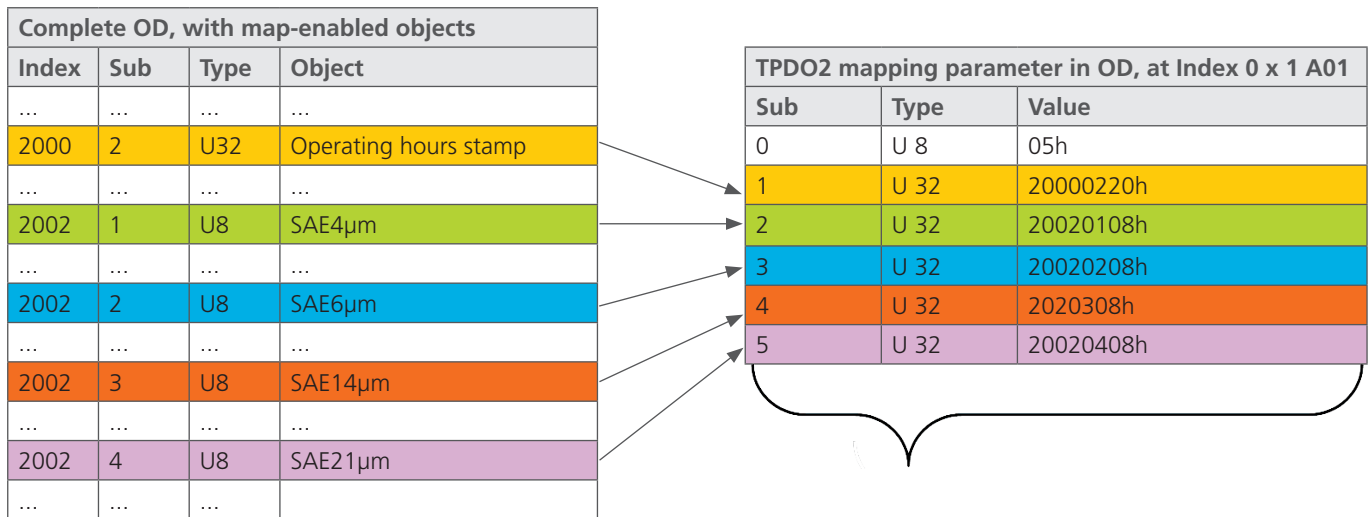 Complete OD, with map-enabled objects
Index Sub Type Object
... ... ... ...
2000 2 U32 Operating hours stamp
... ... ... ...
2002 1 U8 SAE4µm
... ... ... ...
2002 2 U8 SAE6µm
... ... ... ...
2002 3 U8 SAE14µm
... ... ... ...
2002 4 U8 SAE21µm
... ... ...
TPDO2 mapping parameter in OD, at Index 0 x 1 A01
Sub Type Value
0 U 8 05h
1 U 32 20000220h
2 U 32 20020108h
3 U 32 20020208h
4 U 32 2020308h
5 U 32 20020408h